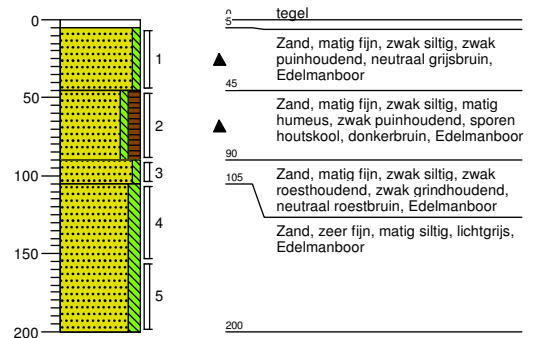 0
50
100
150
200
1
2
3
4
5
0
tegel
5
Zand, matig fijn, zwak siltig, zwak
puinhoudend, neutraal grijsbruin,
Edelmanboor
45
Zand, matig fijn, zwak siltig, matig
humeus, zwak puinhoudend, sporen
houtskool, donkerbruin, Edelmanboor
90
Zand, matig fijn, zwak siltig, zwak
roesthoudend, zwak grindhoudend,
neutraal roestbruin, Edelmanboor
105
Zand, zeer fijn, matig siltig, lichtgrijs,
Edelmanboor
200